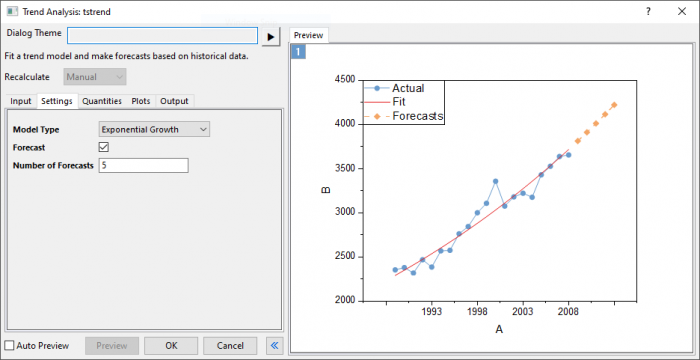 Trend Analysis: tstrend
? ×
Dialog Theme
Fit a trend model and make forecasts based on historical data.
Recalculate Manual
Input Settings Quantities Plots Output
Model Type Exponential Growth
Forecast
Number of Forecasts 5
Auto Preview Preview OK Cancel
Preview
1
Actual
Fit
Forecasts
4500
4000
3500
3000
2500
2000
B
1993 1998 2003 2008
A